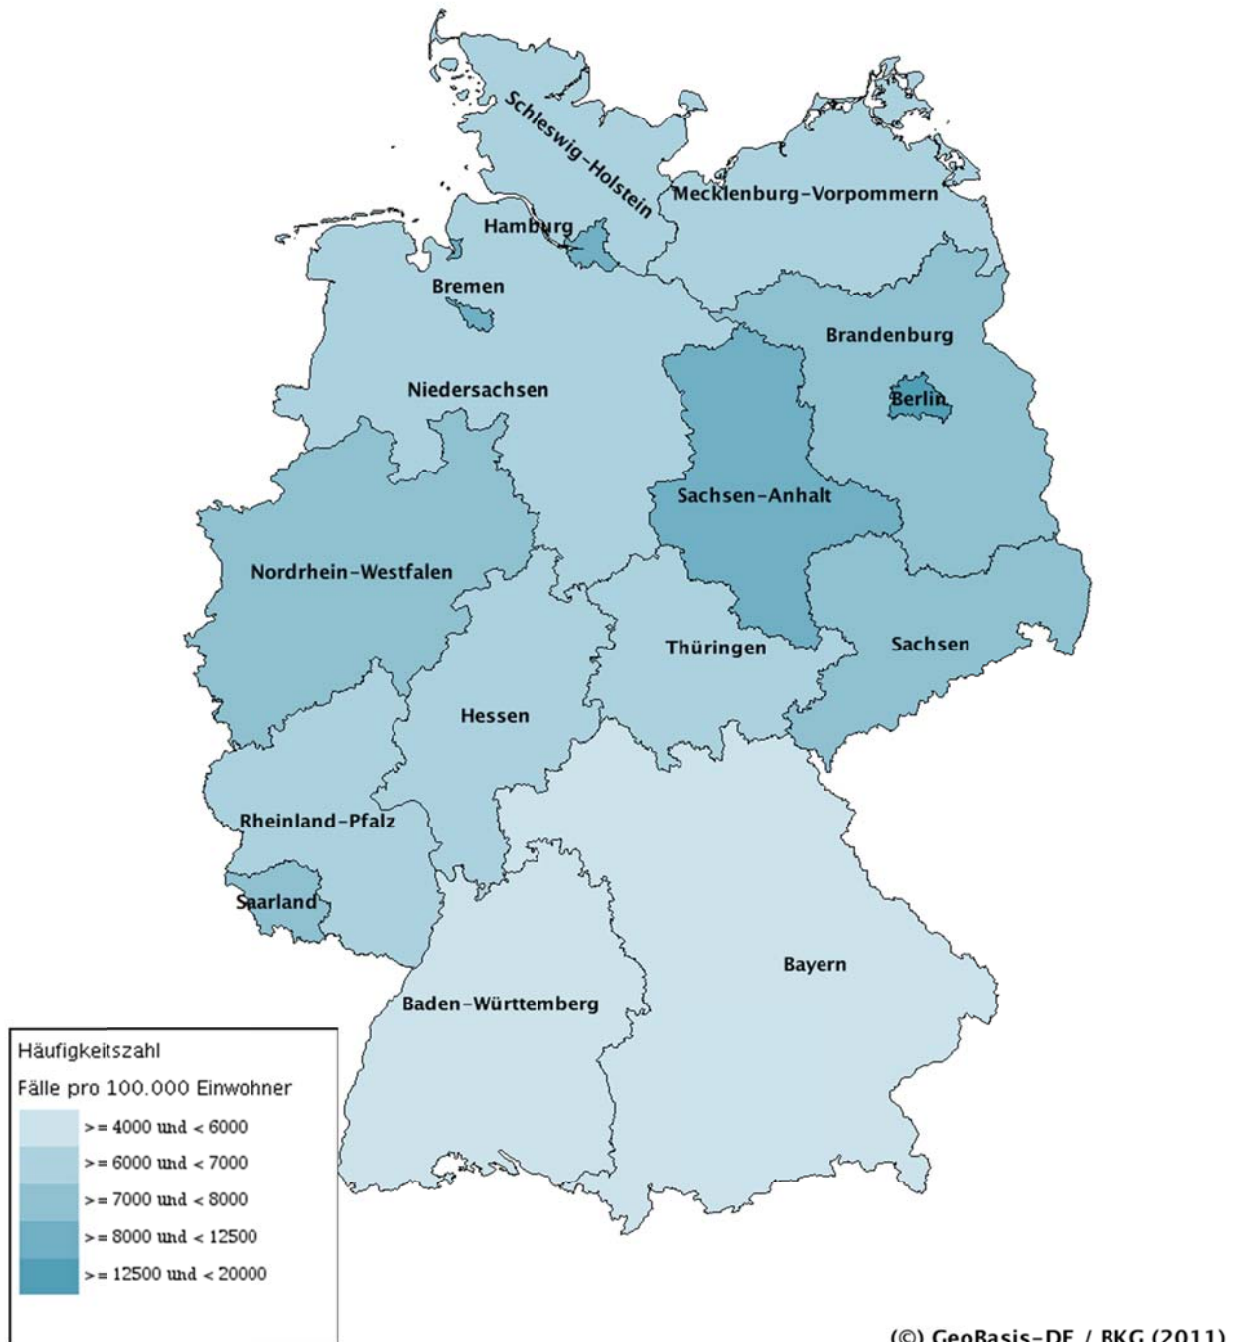 Schleswig-Holstein
Mecklenburg-Vorpommern
Hamburg
Bremen
Brandenburg
Niedersachsen
Berlin
Sachsen-Anhalt
Nordrhein-Westfalen
Thüringen
Sachsen
Hessen
Rheinland-Pfalz
Saarland
Bayern
Baden-Württemberg
Häufigkeitszahl
Fälle pro 100.000 Einwohner
>= 4000 und < 6000
>= 6000 und < 7000
>= 7000 und < 8000
>= 8000 und < 12500
>= 12500 und < 20000
(©) GeoBasis-DE / BKG (2011)